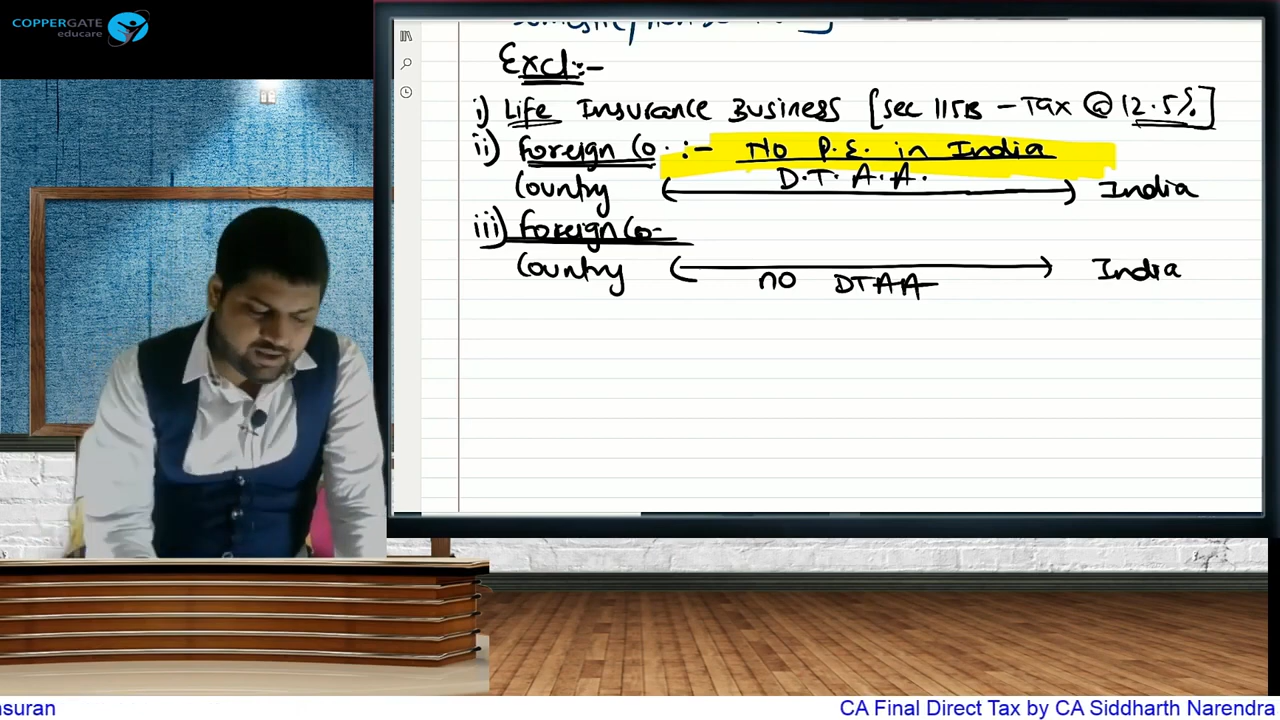 COPPERGATE
educare
Excl:-
i) Life Insurance Business [Sec 115B - Tax @ 12.5%]
ii) Foreign Co. :- No P.E. in India
Country D.T.A.A. India
iii) Foreign Co-
Country no DTAA India
nsuran
CA Final Direct Tax by CA Siddharth Narendra